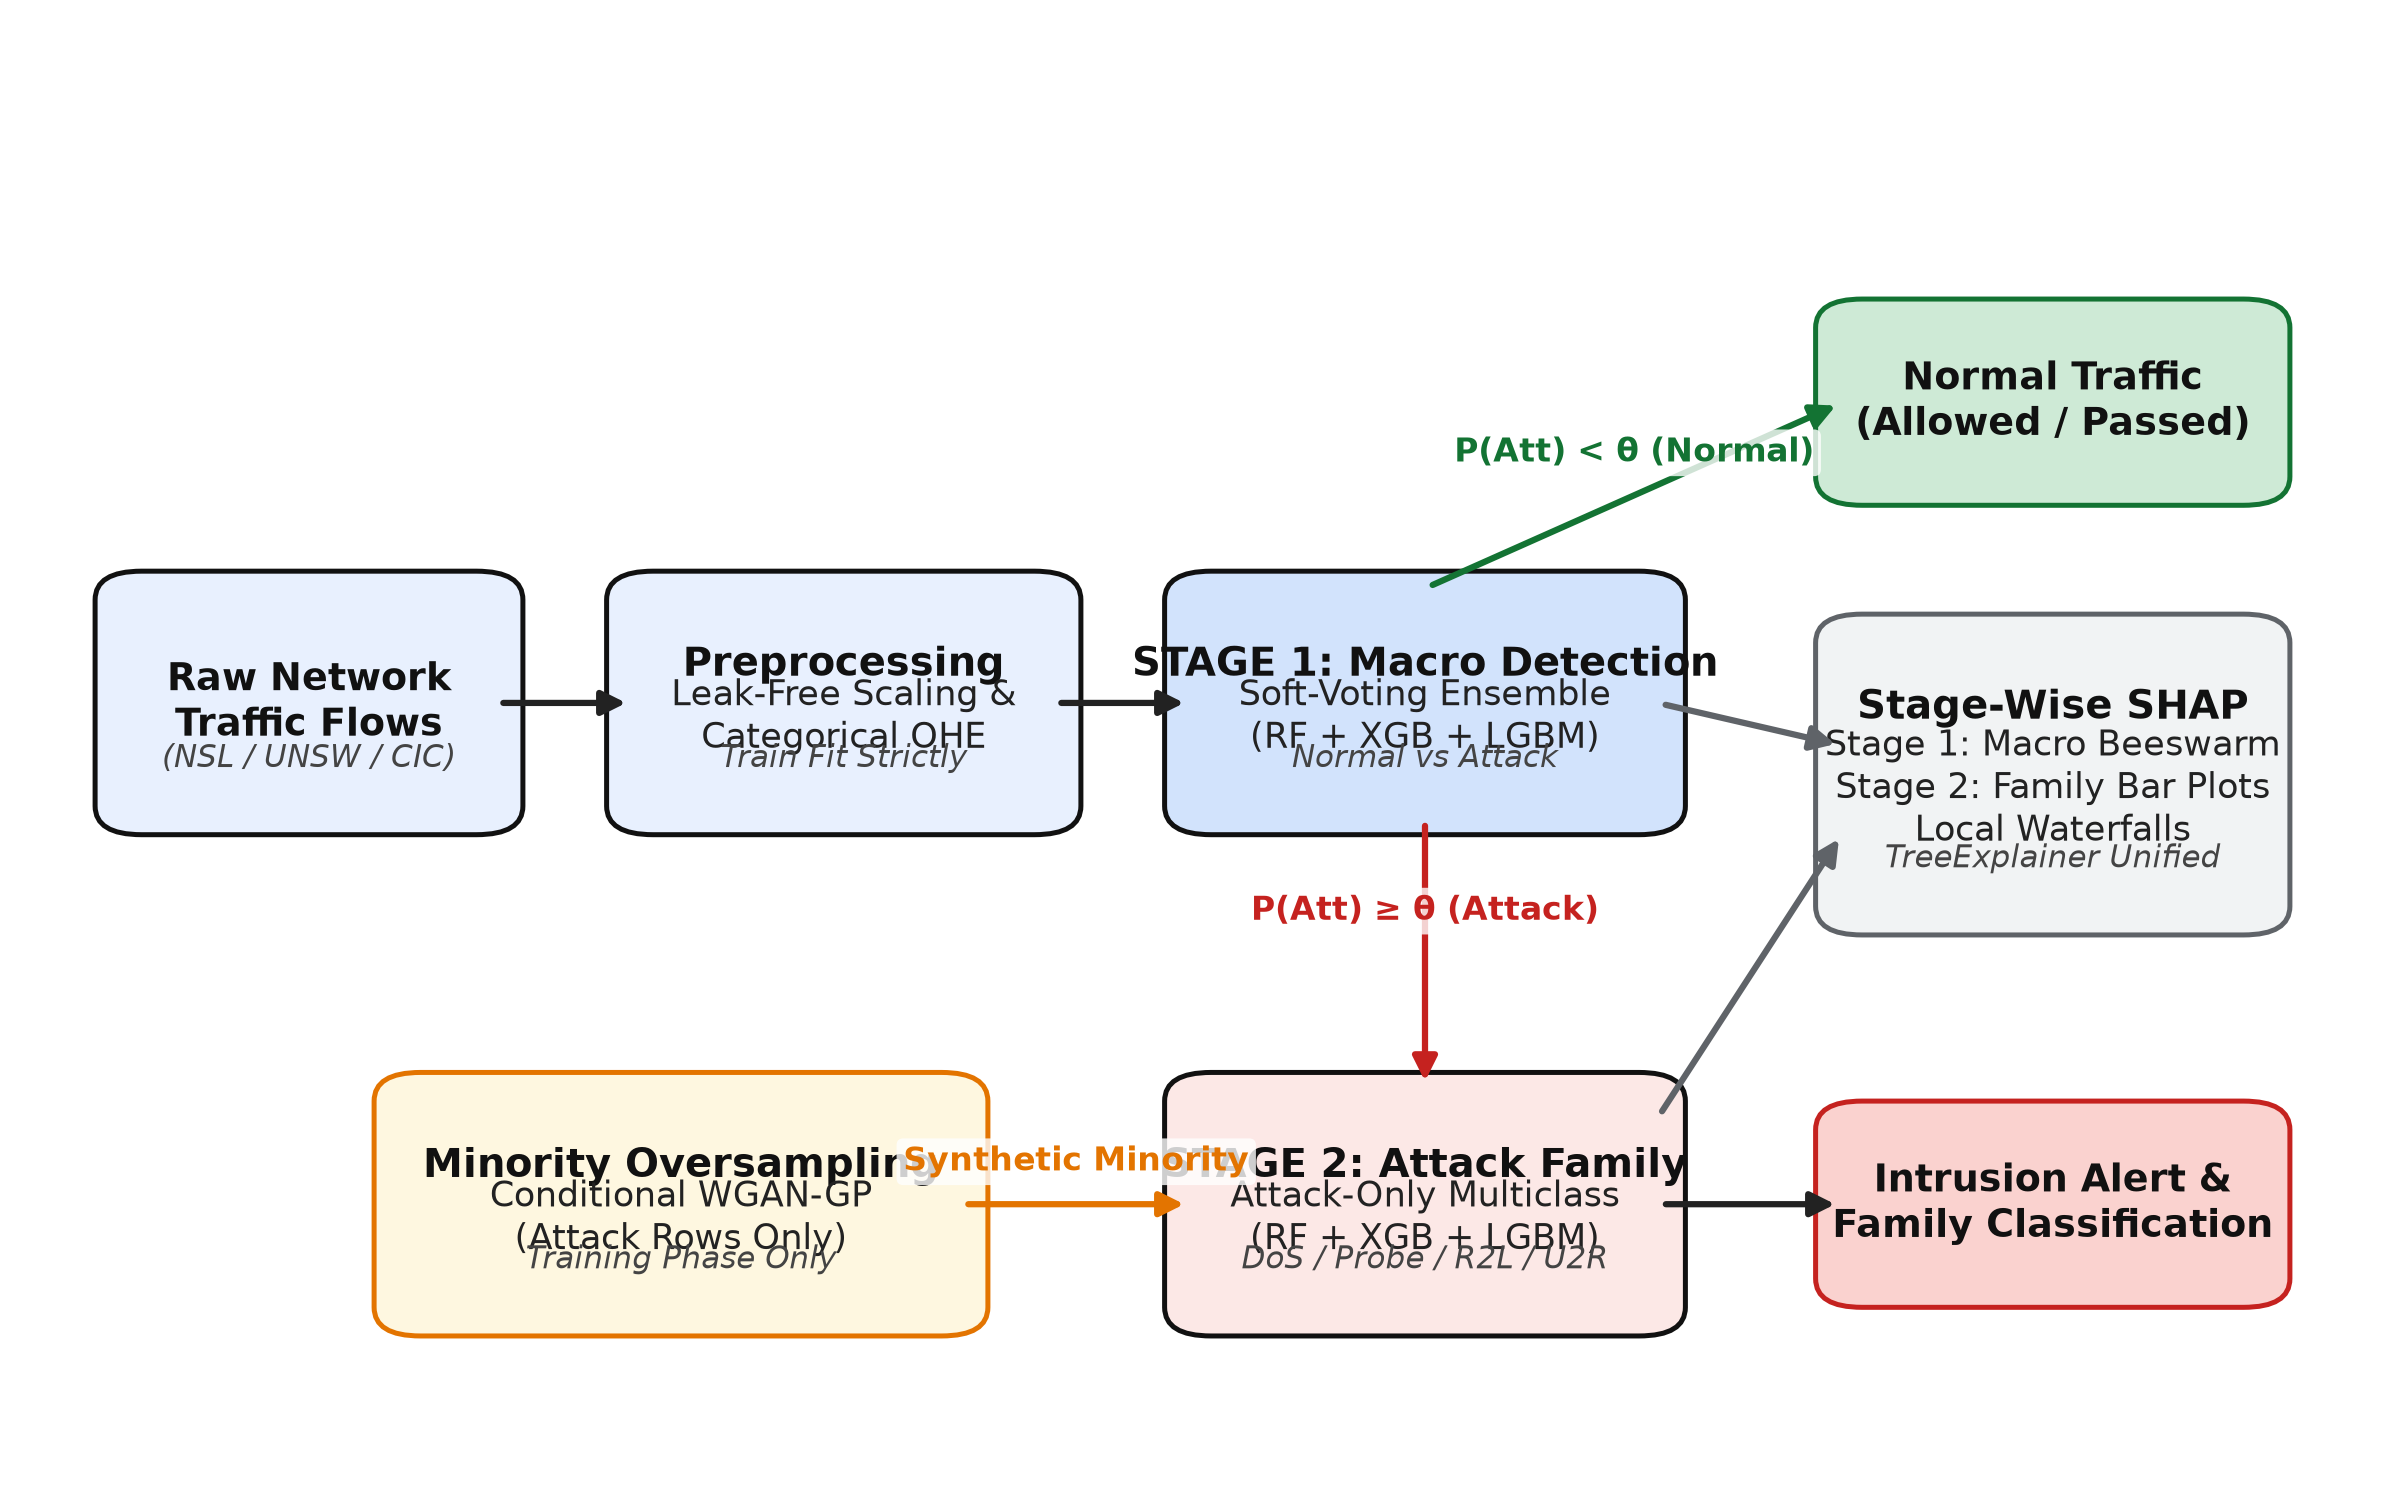 Normal Traffic
(Allowed / Passed)
P(Att) < θ (Normal)
Raw Network
Traffic Flows
(NSL / UNSW / CIC)
Preprocessing
Leak-Free Scaling &
Categorical OHE
Train Fit Strictly
STAGE 1: Macro Detection
Soft-Voting Ensemble
(RF + XGB + LGBM)
Normal vs Attack
Stage-Wise SHAP
Stage 1: Macro Beeswarm
Stage 2: Family Bar Plots
Local Waterfalls
TreeExplainer Unified
P(Att) ≥ θ (Attack)
Minority Oversampling
Conditional WGAN-GP
(Attack Rows Only)
Training Phase Only
Synthetic Minority
STAGE 2: Attack Family
Attack-Only Multiclass
(RF + XGB + LGBM)
DoS / Probe / R2L / U2R
Intrusion Alert &
Family Classification